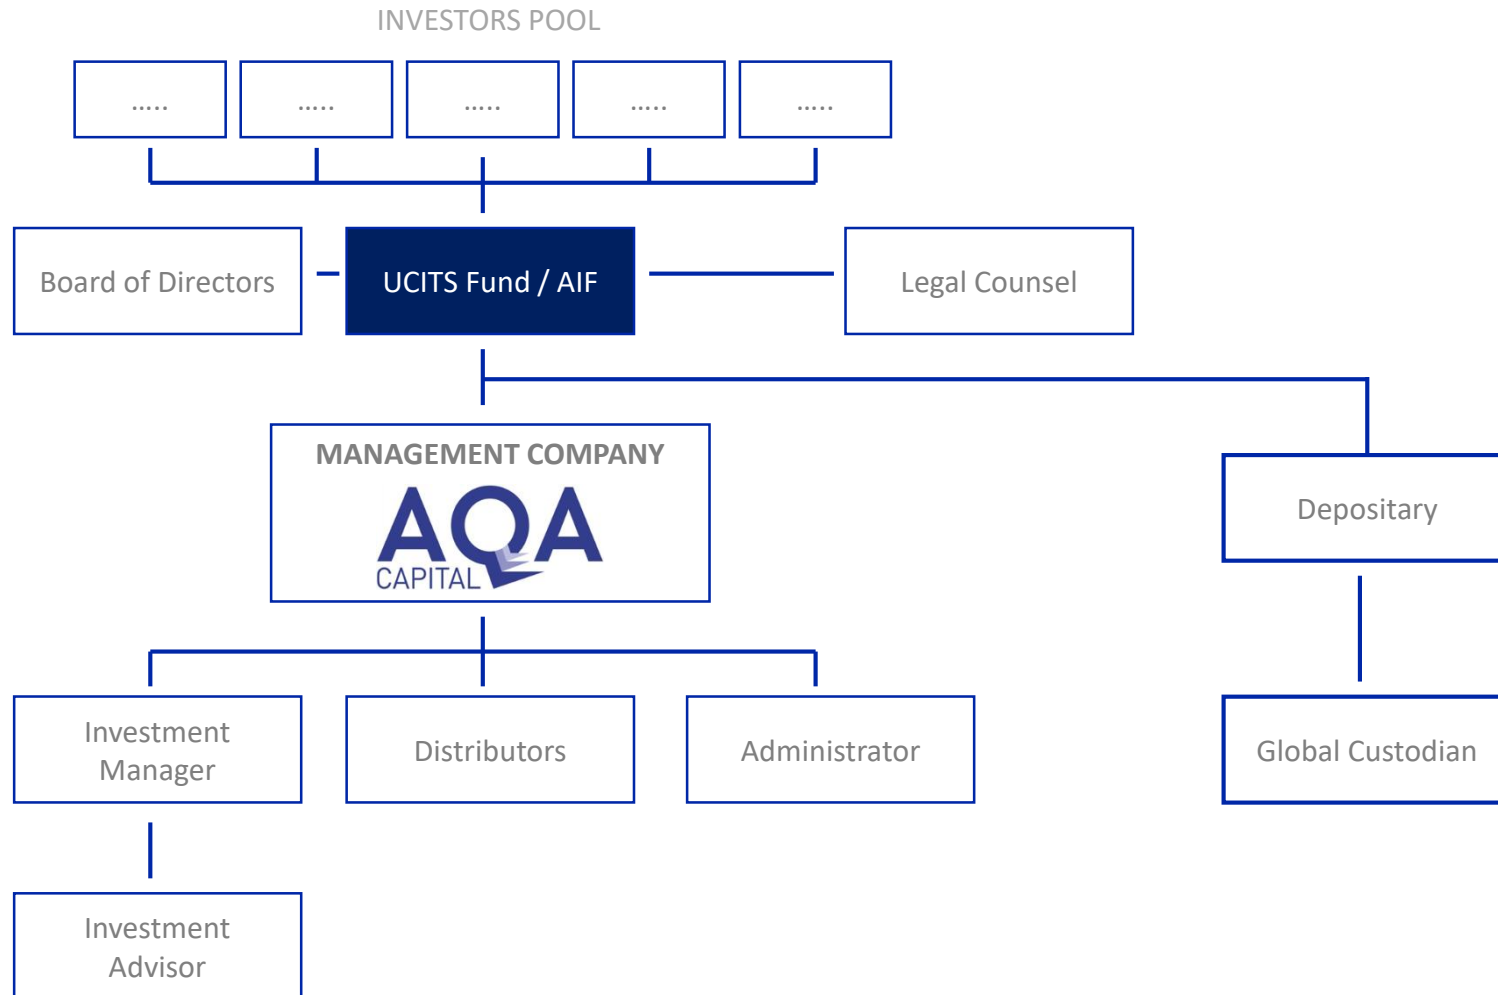 INVESTORS POOL
.....
.....
.....
.....
.....
Board of Directors
UCITS Fund / AIF
Legal Counsel
MANAGEMENT COMPANY
AQA
CAPITAL
Depositary
Investment
Manager
Distributors
Administrator
Global Custodian
Investment
Advisor